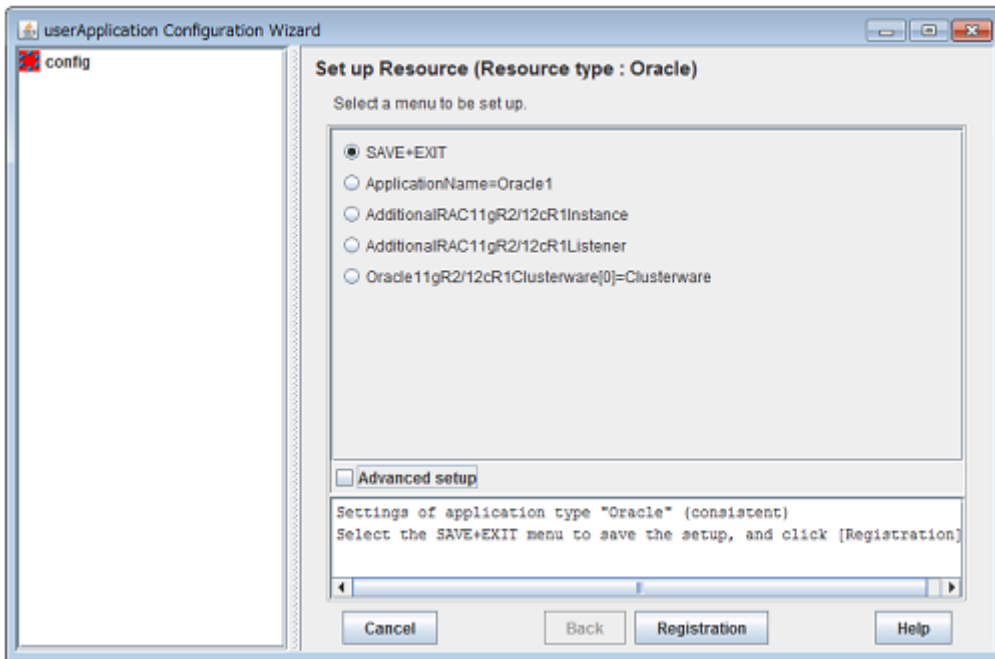 userApplication Configuration Wizard
config
Set up Resource (Resource type : Oracle)
Select a menu to be set up.
SAVE+EXIT
ApplicationName=Oracle1
AdditionalRAC11gR2/12cR1Instance
AdditionalRAC11gR2/12cR1Listener
Oracle11gR2/12cR1Clusterware[0]=Clusterware
Advanced setup
Settings of application type "Oracle" (consistent)
Select the SAVE+EXIT menu to save the setup, and click [Registration]
Cancel Back Registration Help